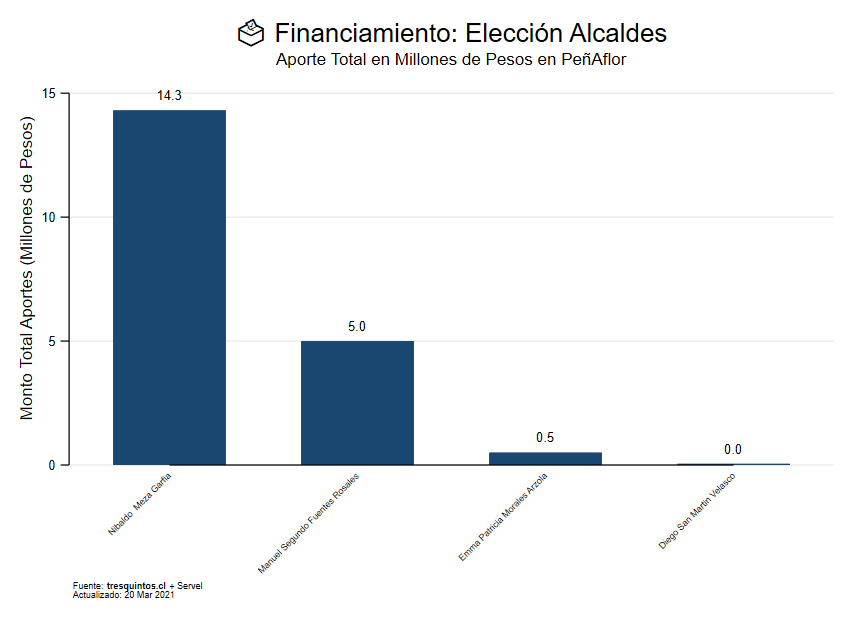 Financiamiento: Elección Alcaldes
Aporte Total en Millones de Pesos en PeñAflor
Monto Total Aportes (Millones de Pesos)
15
10
5
0
14.3
5.0
0.5
0.0
Nibaldo Meza Garfia
Manuel Segundo Fuentes Rosales
Emma Patricia Morales Arzola
Diego San Martin Velasco
Fuente: tresquintos.cl + Servel
Actualizado: 20 Mar 2021